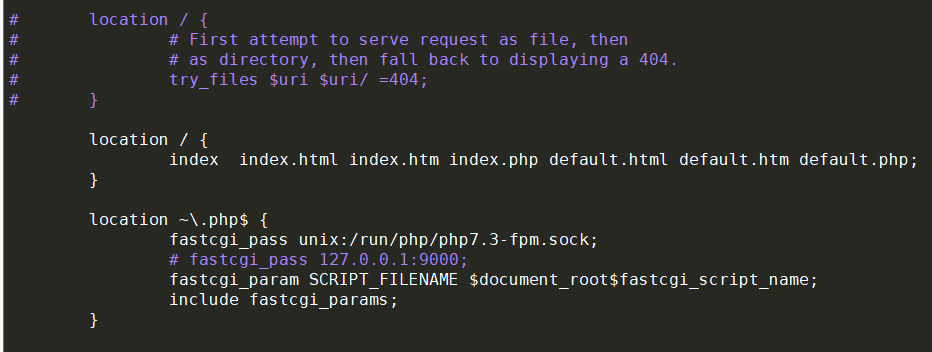 #       location / {
#               # First attempt to serve request as file, then
#               # as directory, then fall back to displaying a 404.
#               try_files $uri $uri/ =404;
#       }
        location / {
                index  index.html index.htm index.php default.html default.htm default.php;
        }
        location ~\.php$ {
                fastcgi_pass unix:/run/php/php7.3-fpm.sock;
                # fastcgi_pass 127.0.0.1:9000;
                fastcgi_param SCRIPT_FILENAME $document_root$fastcgi_script_name;
                include fastcgi_params;
        }